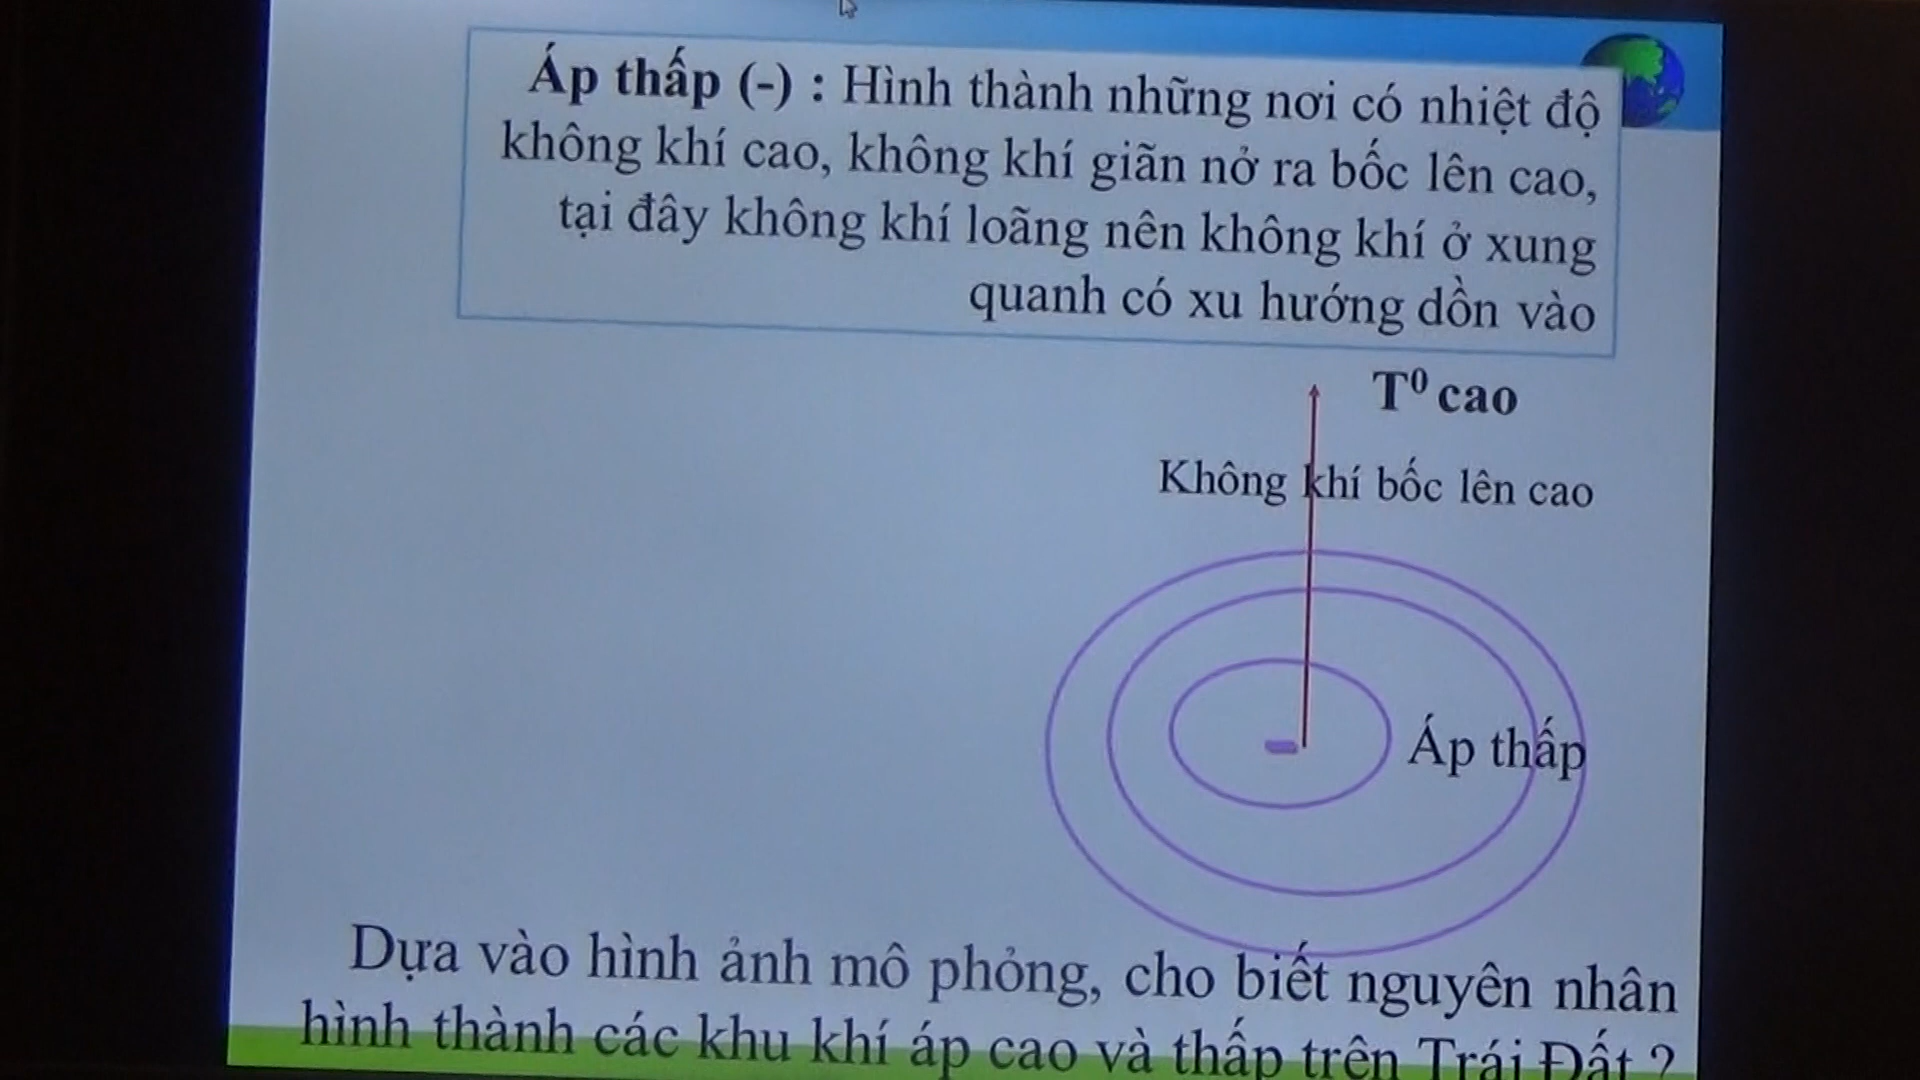 Áp thấp (-) : Hình thành những nơi có nhiệt độ
không khí cao, không khí giãn nở ra bốc lên cao,
tại đây không khí loãng nên không khí ở xung
quanh có xu hướng dồn vào
T⁰ cao
Không khí bốc lên cao
Áp thấp
Dựa vào hình ảnh mô phỏng, cho biết nguyên nhân
hình thành các khu khí áp cao và thấp trên Trái Đất ?